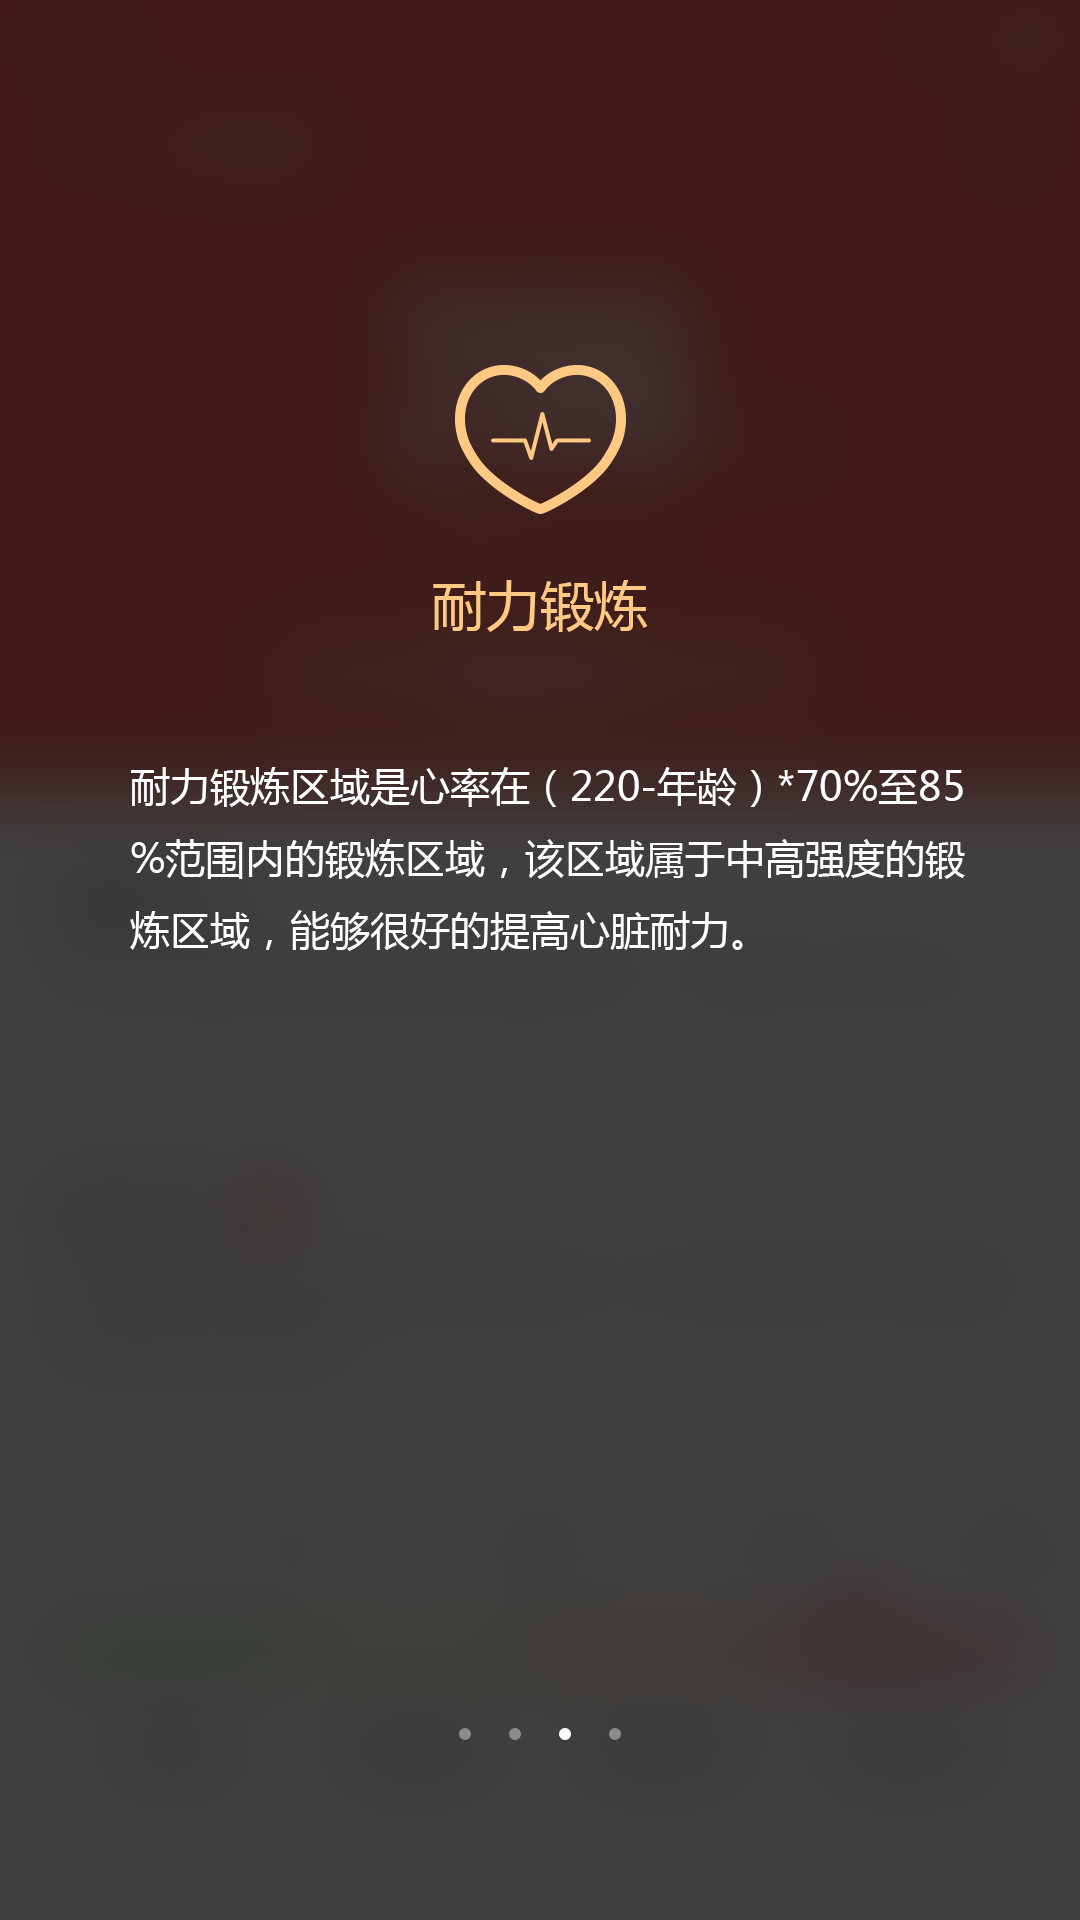 耐力锻炼
耐力锻炼区域是心率在（220-年龄）*70%至85
%范围内的锻炼区域，该区域属于中高强度的锻
炼区域，能够很好的提高心脏耐力。